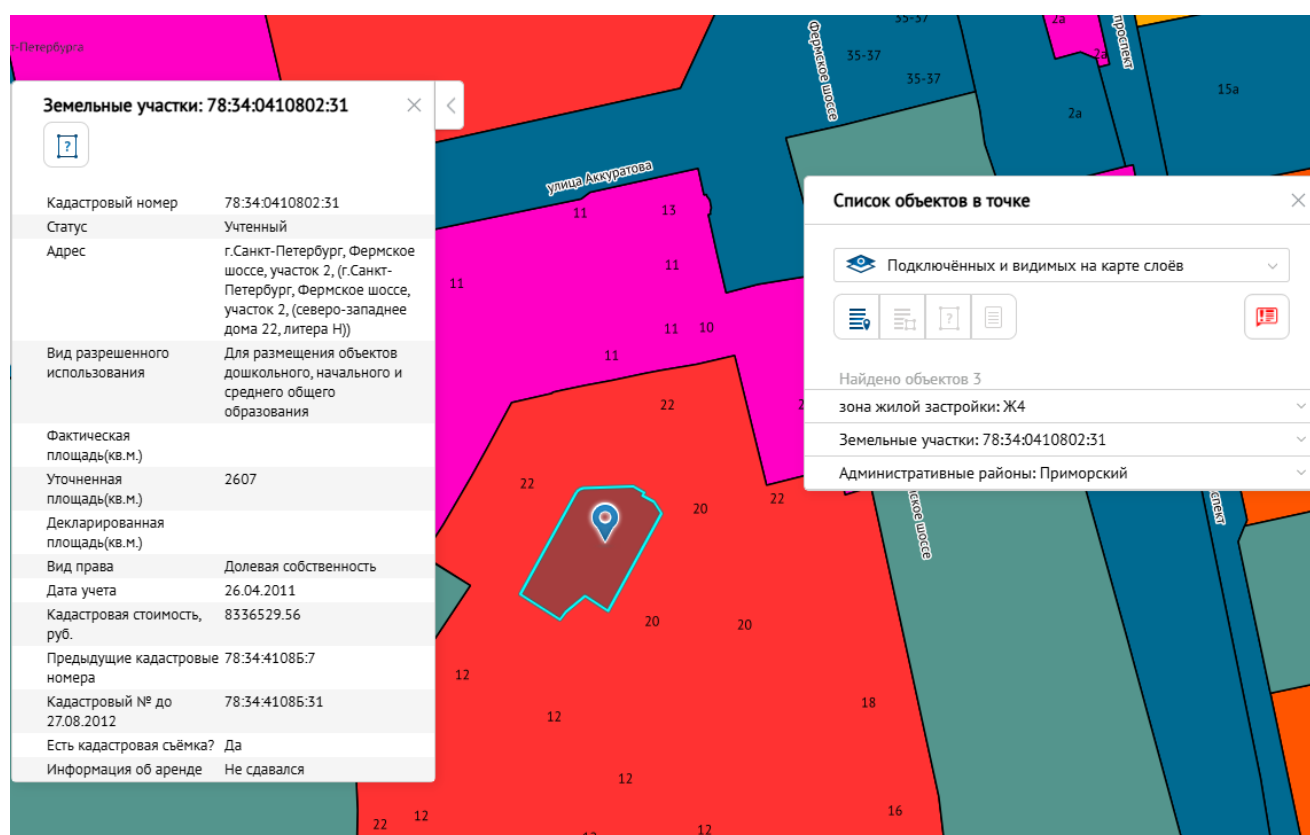 т-Петербурга
Земельные участки: 78:34:0410802:31
Кадастровый номер 78:34:0410802:31
Статус Учтенный
Адрес г.Санкт-Петербург, Фермское
шоссе, участок 2, (г.Санкт-
Петербург, Фермское шоссе,
участок 2, (северо-западнее
дома 22, литера Н))
Вид разрешенного Для размещения объектов
использования дошкольного, начального и
среднего общего
образования
Фактическая
площадь(кв.м.)
Уточненная 2607
площадь(кв.м.)
Декларированная
площадь(кв.м.)
Вид права Долевая собственность
Дата учета 26.04.2011
Кадастровая стоимость, 8336529.56
руб.
Предыдущие кадастровые 78:34:4108Б:7
номера
Кадастровый № до 78:34:4108Б:31
27.08.2012
Есть кадастровая съёмка? Да
Информация об аренде Не сдавался
35-37
2а
Фермское шоссе
35-37
2а
проспект
35-37
15а
2а
улица Аккуратова
11
13
11
11
11
10
11
22
22
22
20
20
20
12
12
18
12
16
12
22
12
12
Список объектов в точке
Подключённых и видимых на карте слоёв
Найдено объектов 3
зона жилой застройки: Ж4
Земельные участки: 78:34:0410802:31
Административные районы: Приморский
мское шоссе
спект